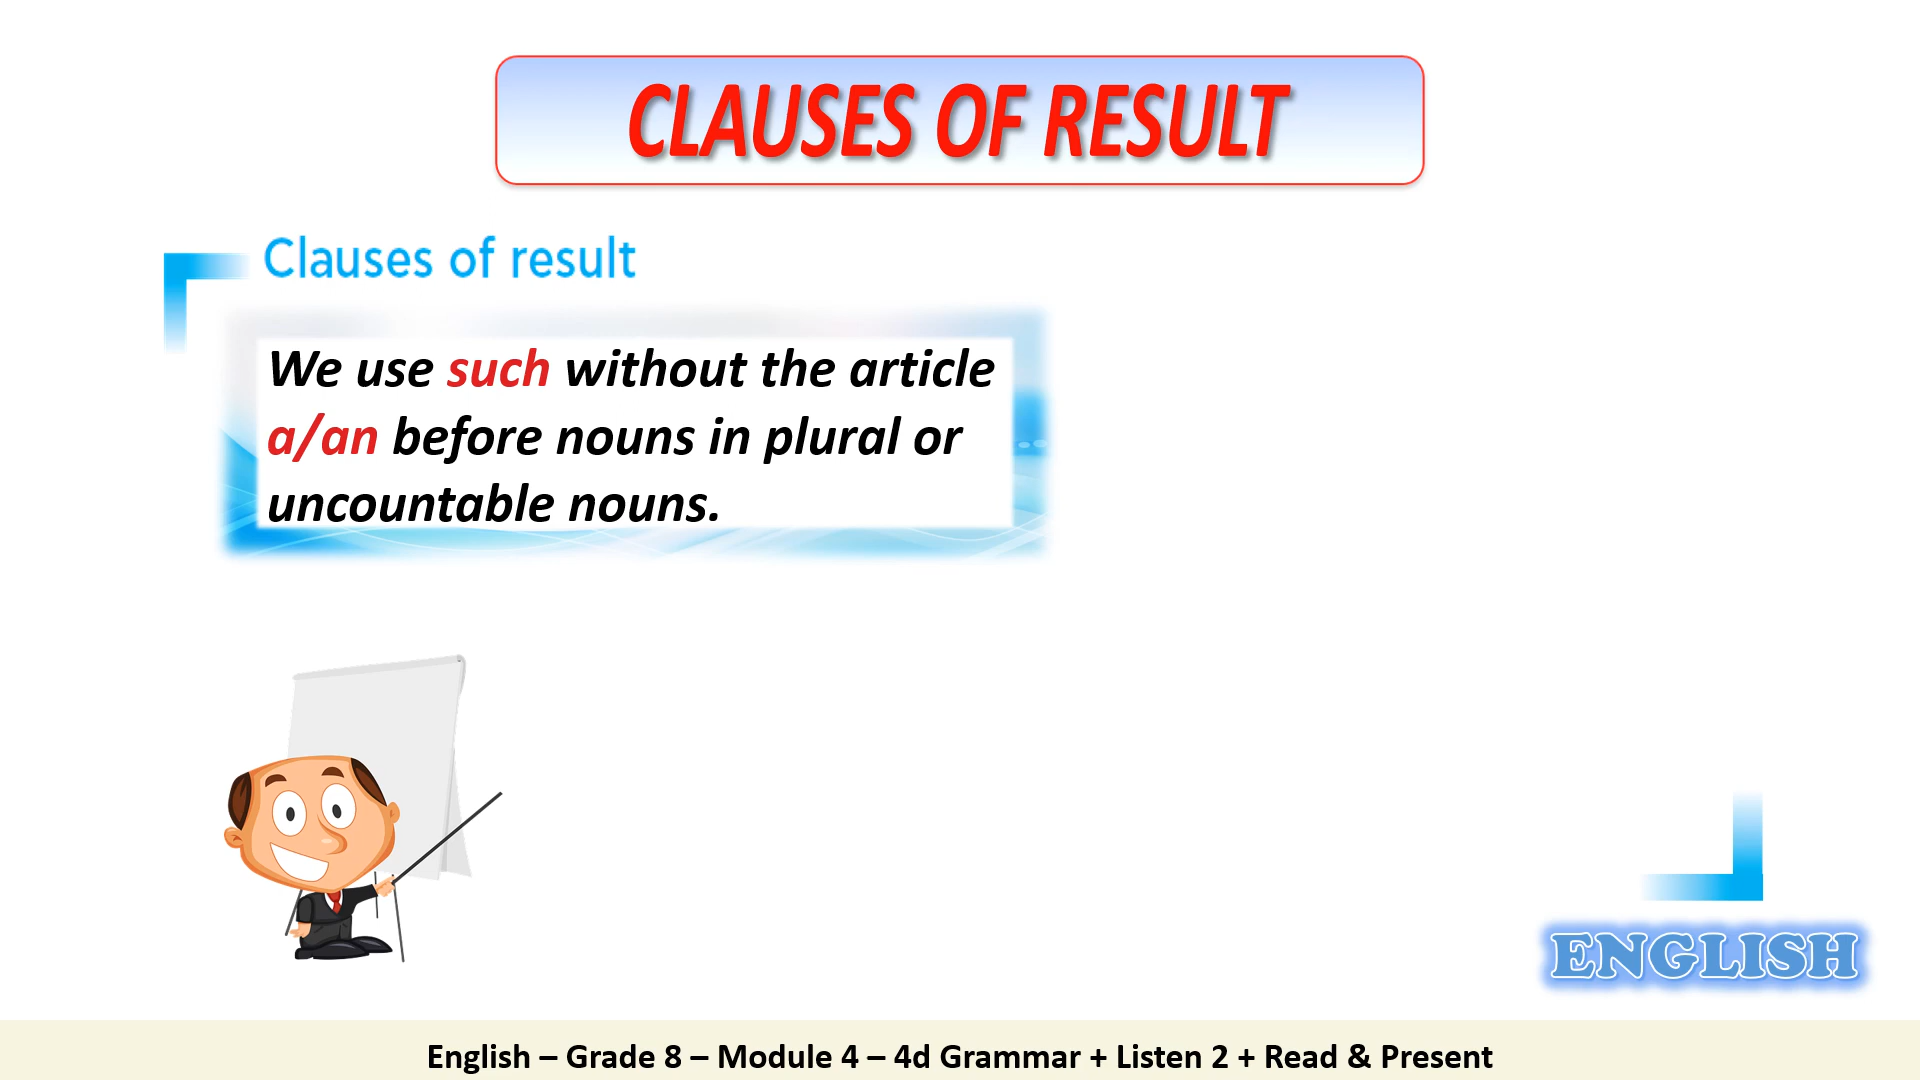 CLAUSES OF RESULT
Clauses of result
We use such without the article
a/an before nouns in plural or
uncountable nouns.
ENGLISH
English – Grade 8 – Module 4 – 4d Grammar + Listen 2 + Read & Present